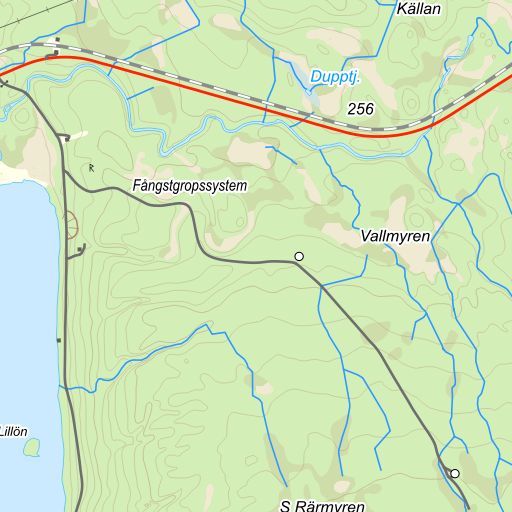 Källan
Dupptj.
256
Fångstgropssystem
Vallmyren
Lillön
S Rärmyren